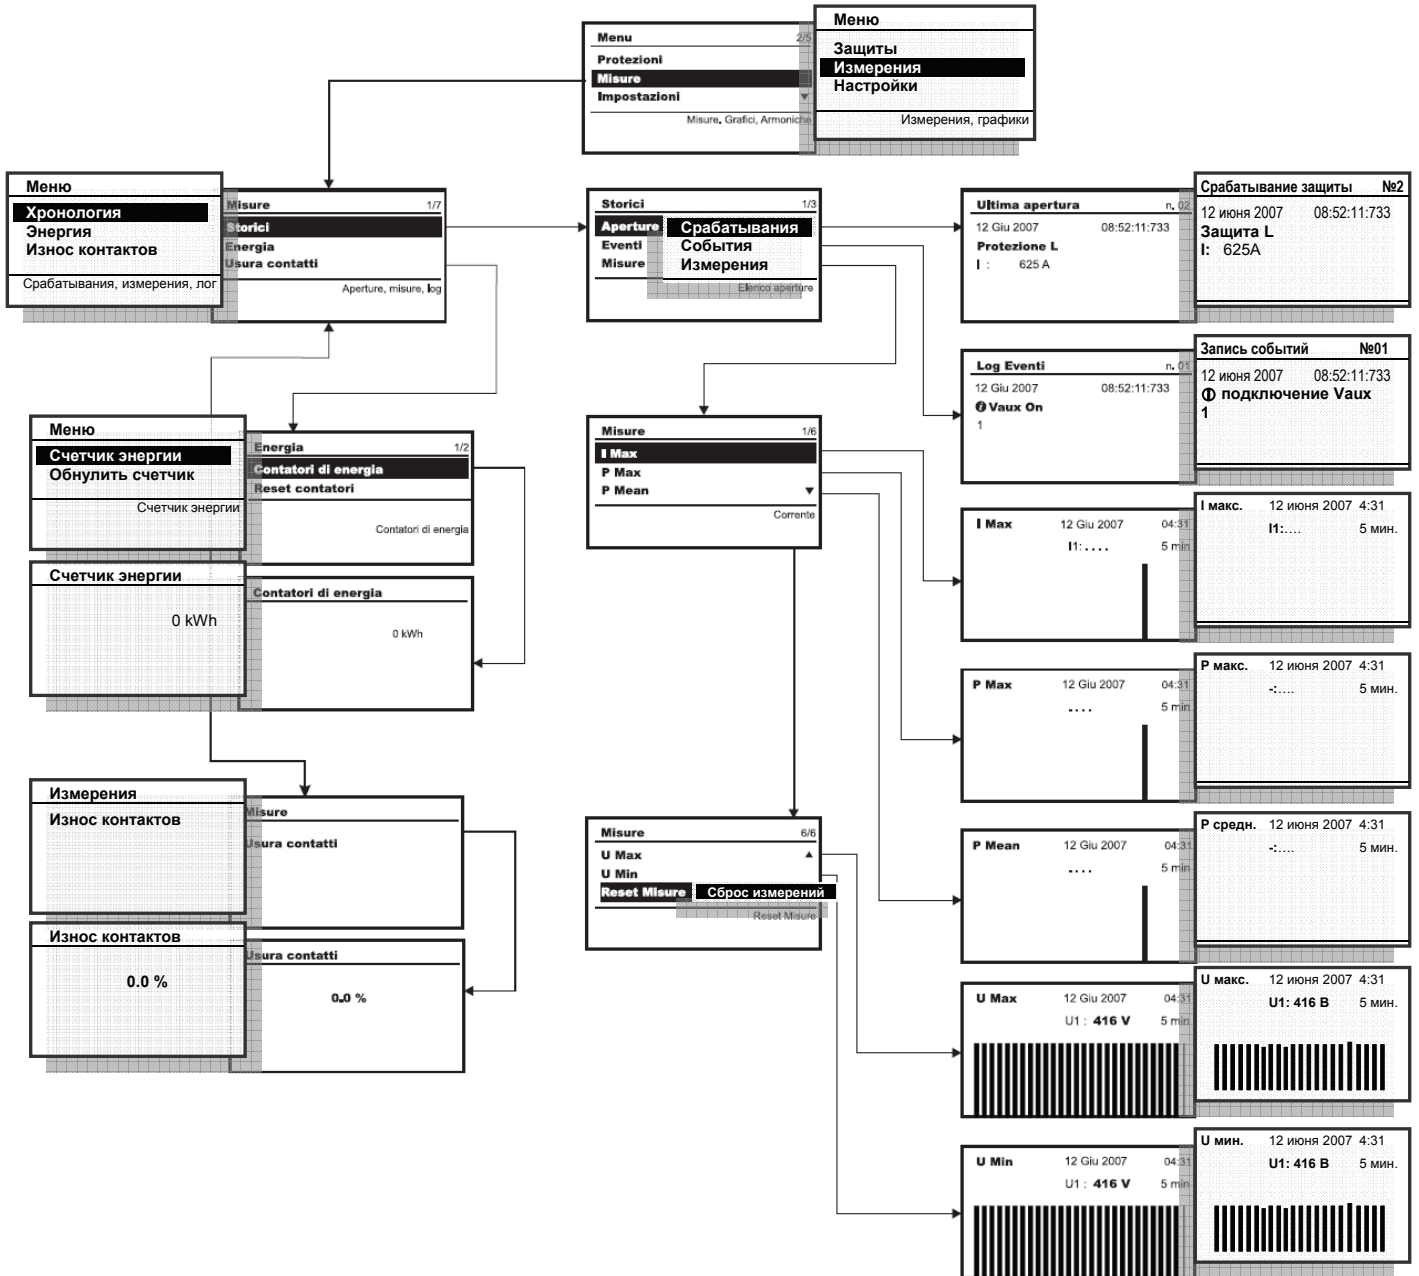 Menu 2/5
Protezioni
Misure
Impostazioni
Misure, Grafici, Armoniche
Меню
Защиты
Измерения
Настройки
Измерения, графики
Меню
Хронология
Энергия
Износ контактов
Срабатывания, измерения, лог
Misure 1/7
Storici
Energia
Usura contatti
Aperture, misure, log
Storici 1/3
Aperture
Eventi
Misure
Elenco aperture
Срабатывания
События
Измерения
Ultima apertura n. 02
12 Giu 2007 08:52:11:733
Protezione L
I : 625 A
Срабатывание защиты №2
12 июня 2007 08:52:11:733
Защита L
I: 625A
Log Eventi n. 01
12 Giu 2007 08:52:11:733
Vaux On
1
Запись событий №01
12 июня 2007 08:52:11:733
подключение Vaux
1
Меню
Счетчик энергии
Обнулить счетчик
Счетчик энергии
Energia 1/2
Contatori di energia
Reset contatori
Contatori di energia
Misure 1/6
I Max
P Max
P Mean
Corrente
I Max 12 Giu 2007 04:31
I1: .... 5 min
I макс. 12 июня 2007 4:31
I1:.... 5 мин.
Счетчик энергии
0 kWh
Contatori di energia
0 kWh
P Max 12 Giu 2007 04:31
.... 5 min
P макс. 12 июня 2007 4:31
-:.... 5 мин.
Измерения
Износ контактов
Misure
Usura contatti
Misure 6/6
U Max
U Min
Reset Misure
Сброс измерений
Reset Misure
P Mean 12 Giu 2007 04:31
.... 5 min
P средн. 12 июня 2007 4:31
-:.... 5 мин.
Износ контактов
0.0 %
Usura contatti
0.0 %
U Max 12 Giu 2007 04:31
U1 : 416 V 5 min
U макс. 12 июня 2007 4:31
U1: 416 В 5 мин.
U Min 12 Giu 2007 04:31
U1 : 416 V 5 min
U мин. 12 июня 2007 4:31
U1: 416 В 5 мин.